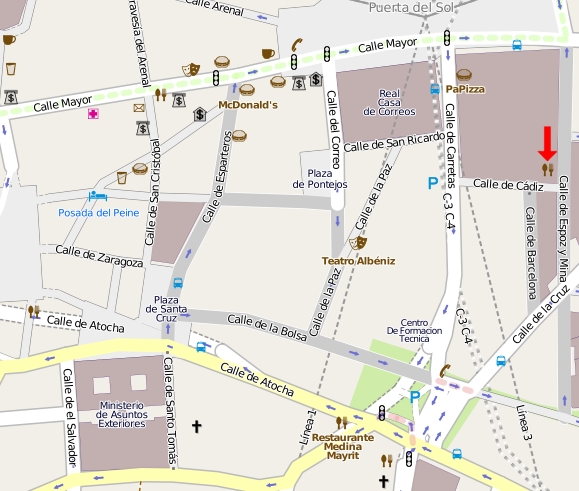 Calle Arenal
Puerta del Sol
Travesia del Arenal
Calle Mayor
Calle Mayor
PaPizza
McDonald's
Real
Casa
de Correos
Calle del Correo
Calle de San Ricardo
Calle de Carretas
Calle de Esparteros
Calle de San Cristobal
Plaza
de Pontejos
Calle de la Paz
P
C-3 C-4
Calle de Cádiz
Posada del Peine
Calle de Espoz y Mina
Calle de Barcelona
Calle de Zaragoza
Teatro Albéniz
Calle de la Paz
Calle de la Cruz
Plaza
de Santa
Cruz
Calle de Atocha
Calle de la Bolsa
Centro
De Formacion
Tecnica
C-3 C-4
Calle de Atocha
Calle de el Salvador
Calle de Santo Tomás
Ministerio
de Asuntos
Exteriores
P
Línea 1
Línea 3
Restaurante
Medina
Mayrit